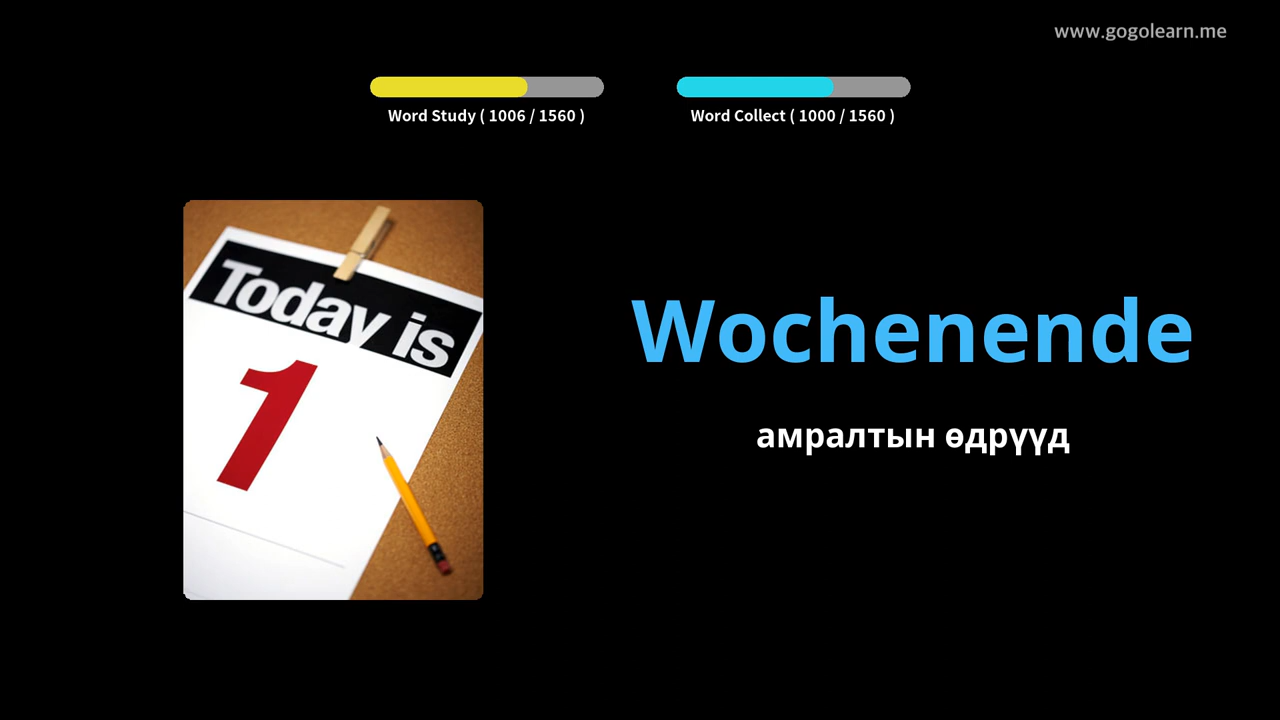 www.gogolearn.me
Word Study ( 1006 / 1560 )
Word Collect ( 1000 / 1560 )
Today is
1
Wochenende
амралтын өдрүүд